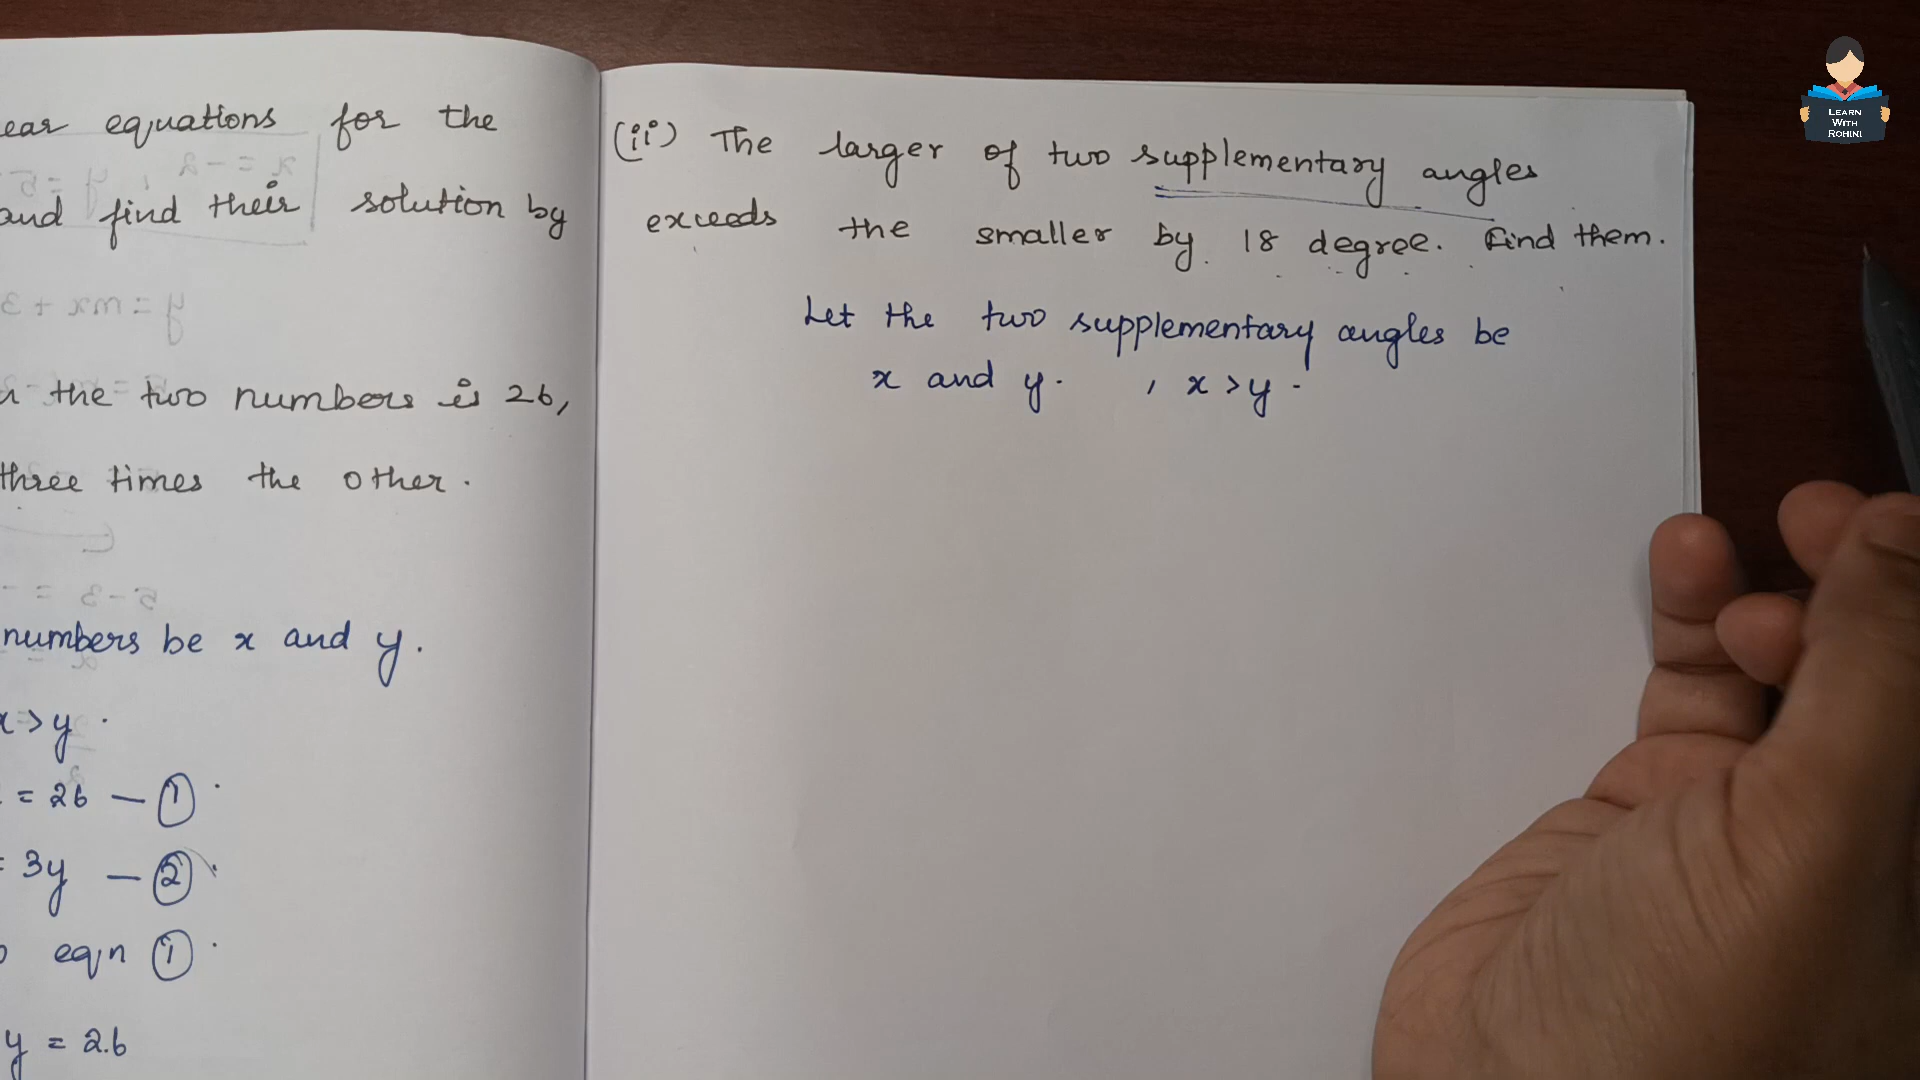 ear equations for the
and find their solution by
the two numbers is 26,
three times the other.
numbers be x and y.
x>y.
= 26 — ①
= 3y — ②
eqn ①
y = 26
(ii) The larger of two supplementary angles
exceeds the smaller by 18 degree. Find them.
Let the two supplementary angles be
x and y. , x>y.
LEARN
WITH
ROHINI